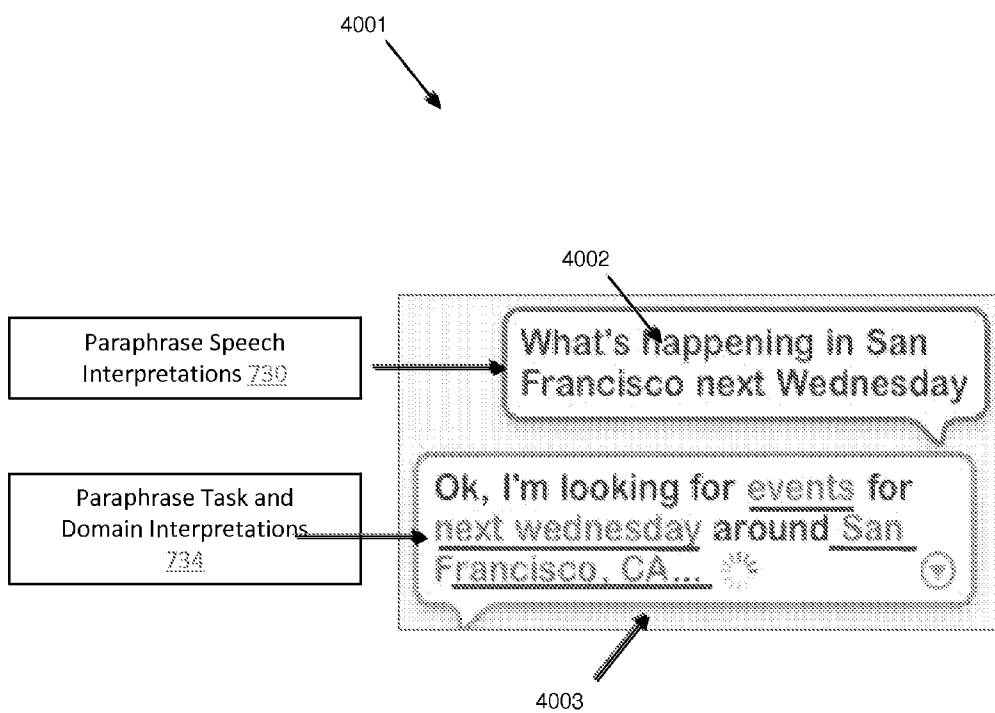 4001
4002
Paraphrase Speech
Interpretations 730
What's happening in San
Francisco next Wednesday
Paraphrase Task and
Domain Interpretations
734
Ok, I'm looking for events for
next wednesday around San
Francisco, CA...
4003